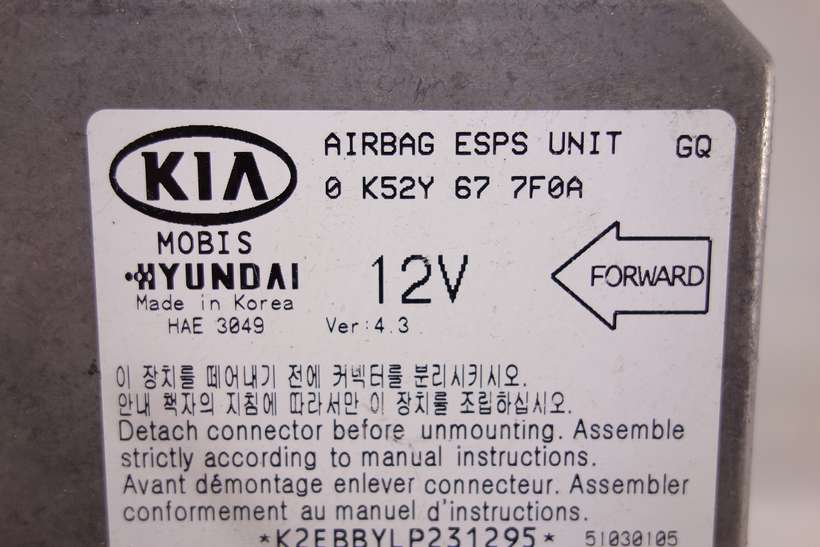 KIA AIRBAG ESPS UNIT GQ
0 K52Y 67 7F0A
MOBIS
HYUNDAI 12V FORWARD
Made in Korea
HAE 3049 Ver:4.3
이 장치를 떼어내기 전에 커넥터를 분리시키시오.
안내 책자의 지침에 따라서만 이 장치를 조립하십시오.
Detach connector before unmounting. Assemble
strictly according to manual instructions.
Avant démontage enlever connecteur. Assembler
conformement au manuel d'instructions.
*K2EBBYLP231295* 51030105